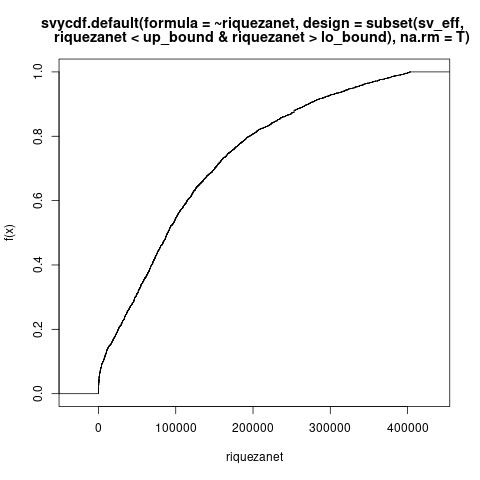 svycdf.default(formula = ~riquezanet, design = subset(sv_eff,
riquezanet < up_bound & riquezanet > lo_bound), na.rm = T)
1.0
0.8
0.6
0.4
0.2
0.0
f(x)
0 100000 200000 300000 400000
riquezanet